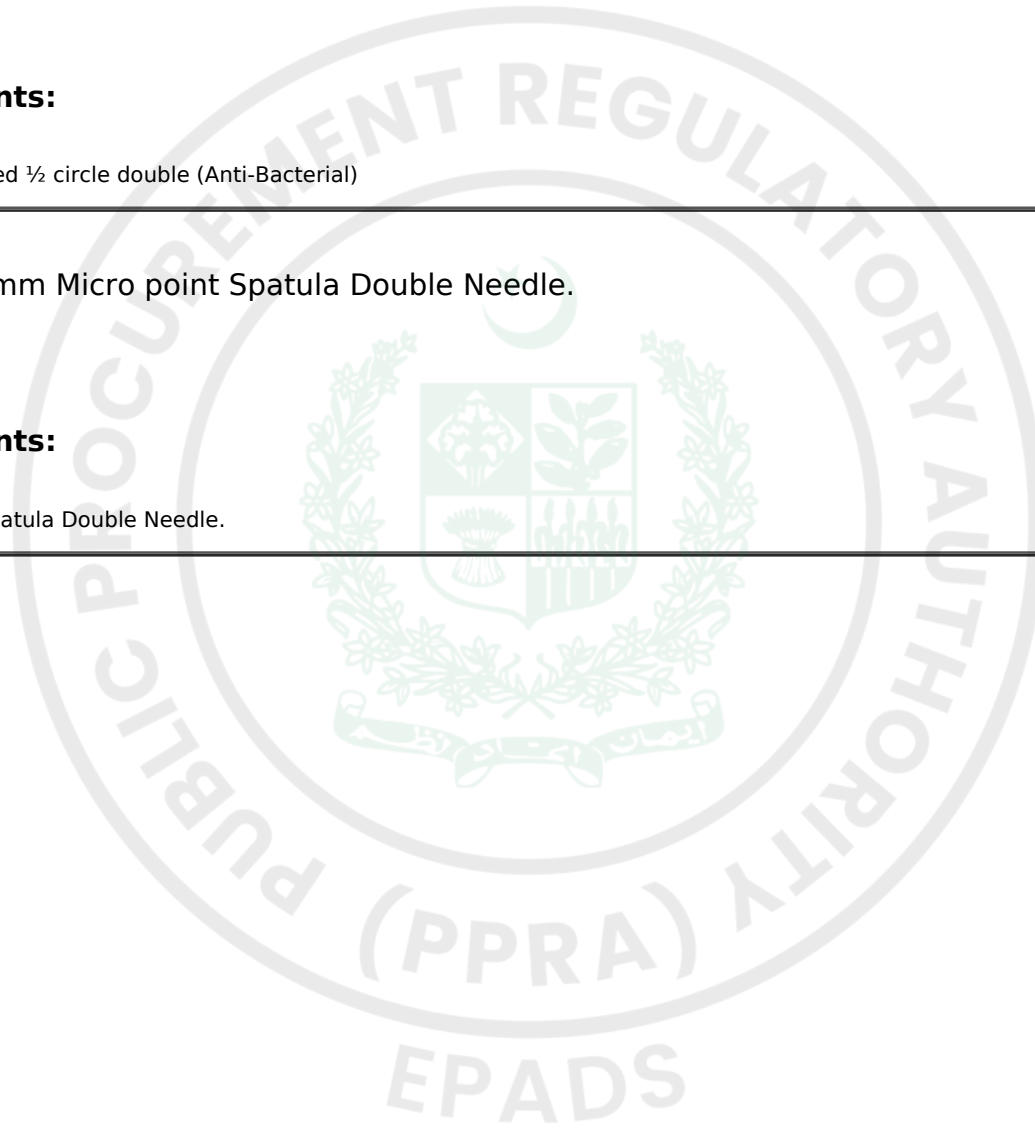 nts:
ed ½ circle double (Anti-Bacterial)
mm Micro point Spatula Double Needle.
nts:
atula Double Needle.
PUBLIC PROCUREMENT REGULATORY AUTHORITY
(PPRA)
EPADS